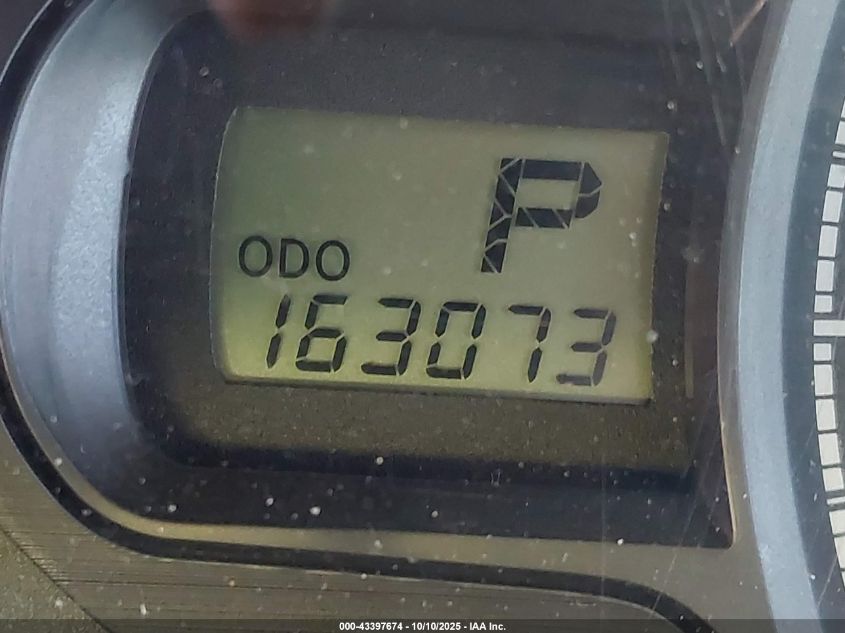 P
ODO
163073
000-43397674 - 10/10/2025 - IAA Inc.